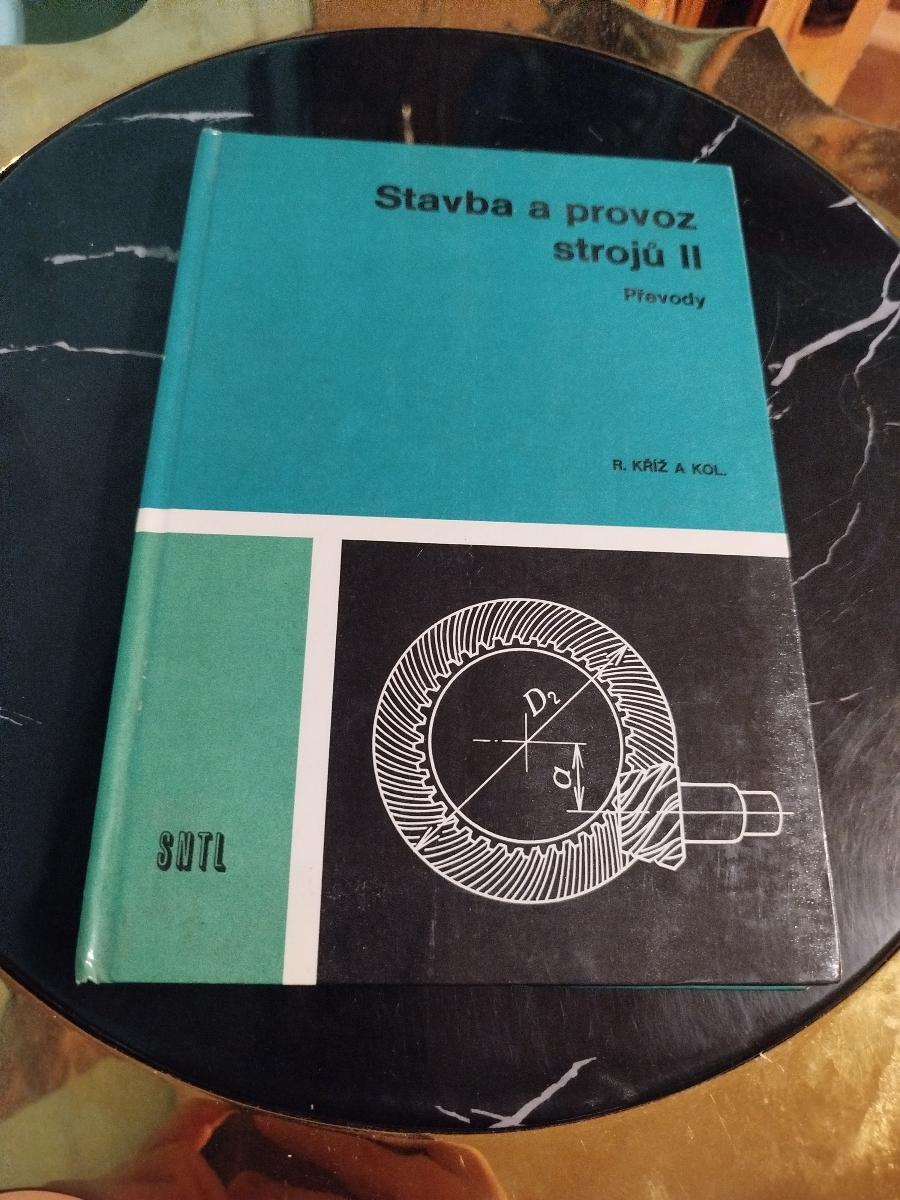 Stavba a provoz
strojů II
Převody
R. KŘÍŽ A KOL.
D₂
a
SNTL